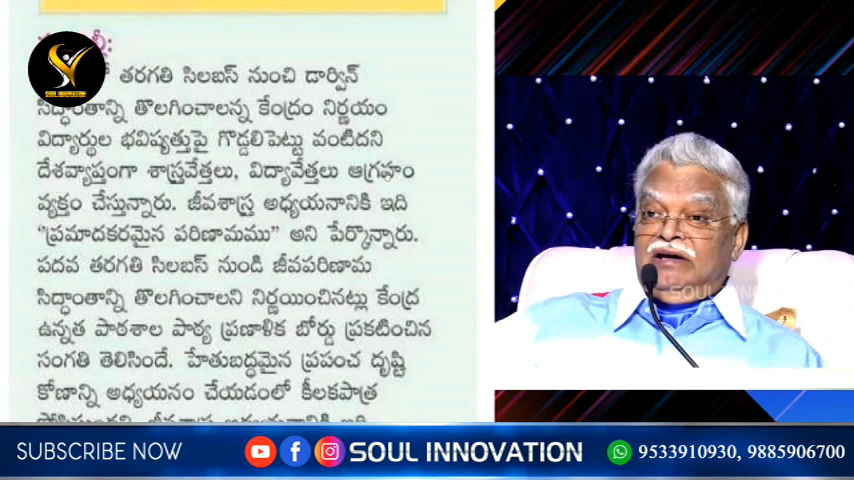 SOUL INNOVATION
తరగతి సిలబస్ నుంచి డార్విన్
సిద్ధాంతాన్ని తొలగించాలన్న కేంద్రం నిర్ణయం
విద్యార్థుల భవిష్యత్తుపై గొడ్డలిపెట్టు వంటిదని
దేశవ్యాప్తంగా శాస్త్రవేత్తలు, విద్యావేత్తలు ఆగ్రహం
వ్యక్తం చేస్తున్నారు. జీవశాస్త్ర అధ్యయనానికి ఇది
"ప్రమాదకరమైన పరిణామము" అని పేర్కొన్నారు.
పదవ తరగతి సిలబస్ నుండి జీవపరిణామ
సిద్ధాంతాన్ని తొలగించాలని నిర్ణయించినట్లు కేంద్ర
ఉన్నత పాఠశాల పాఠ్య ప్రణాళిక బోర్డు ప్రకటించిన
సంగతి తెలిసిందే. హేతుబద్ధమైన ప్రపంచ దృష్టి
కోణాన్ని అధ్యయనం చేయడంలో కీలకపాత్ర
SOUL INNOVATION
SUBSCRIBE NOW
SOUL INNOVATION
9533910930, 9885906700